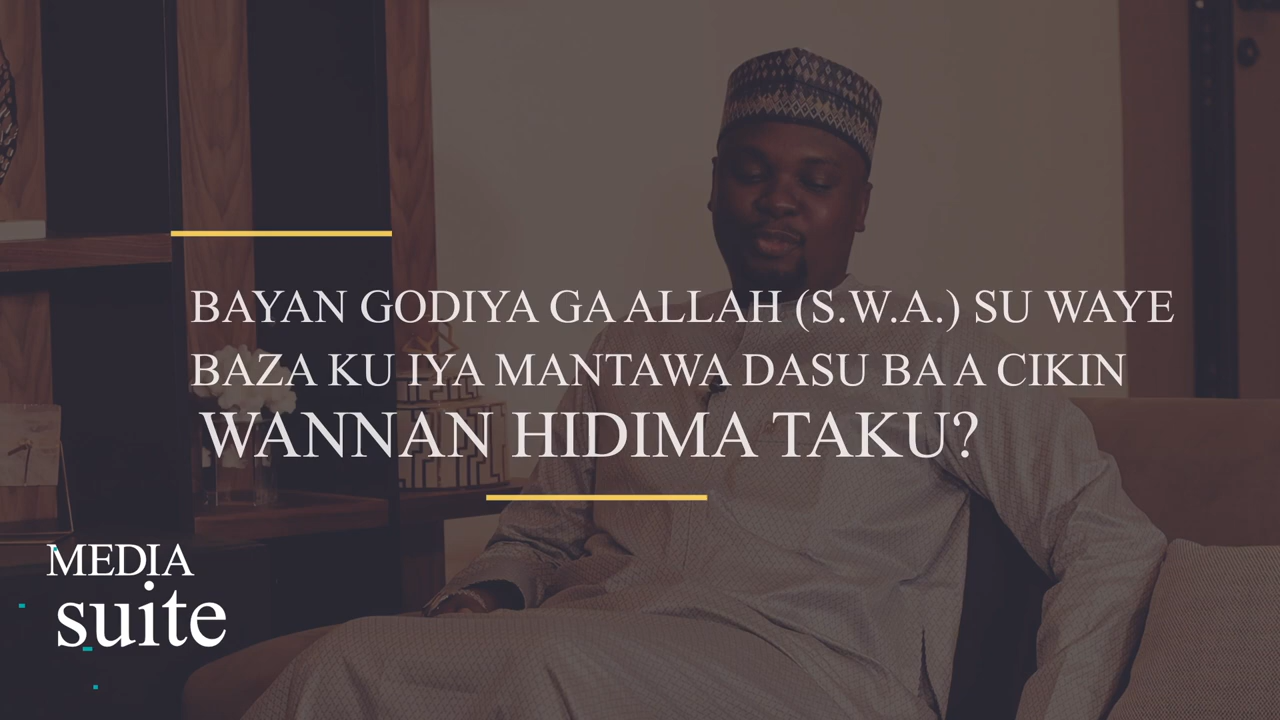 BAYAN GODIYA GA ALLAH (S.W.A.) SU WAYE
BAZA KU IYA MANTAWA DASU BA A CIKIN
WANNAN HIDIMA TAKU?
MEDIA
suite